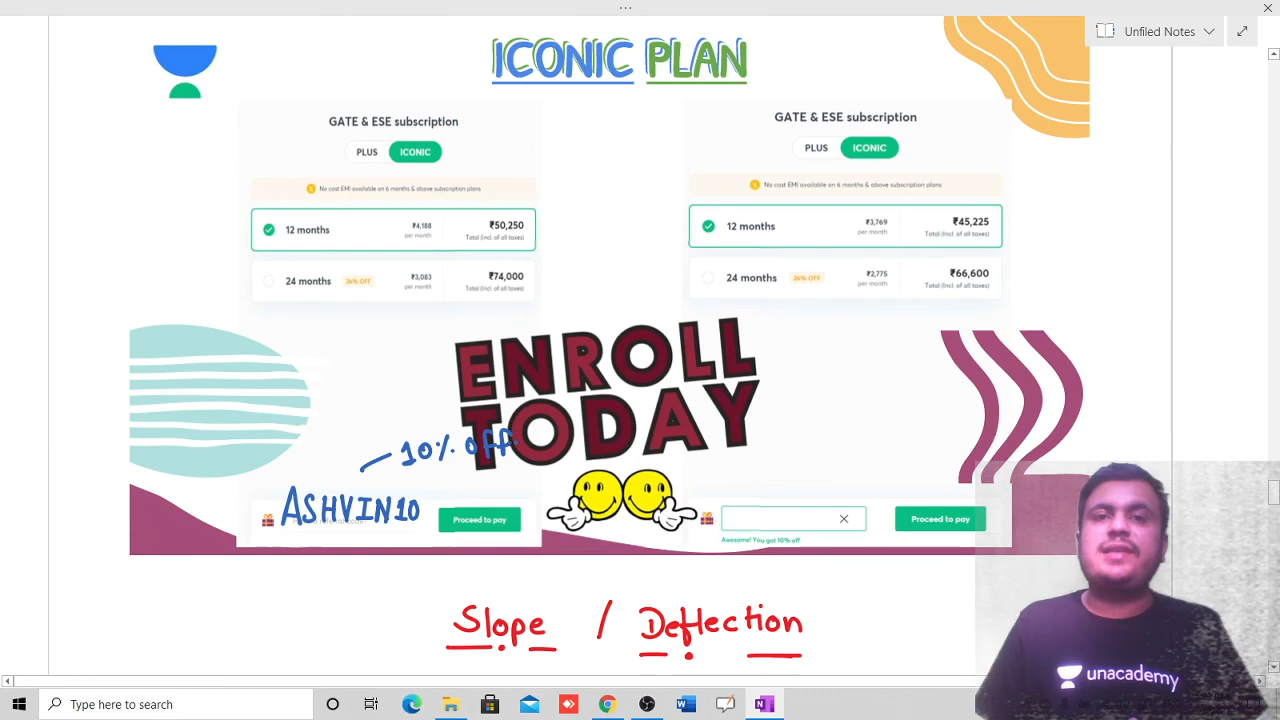 Unfiled Notes
ICONIC PLAN
GATE & ESE subscription
PLUS ICONIC
No cost EMI available on 6 months & above subscription plans
12 months ₹4,188 per month ₹50,250 Total (Incl. of all taxes)
24 months 26% OFF ₹3,083 per month ₹74,000 Total (Incl. of all taxes)
GATE & ESE subscription
PLUS ICONIC
No cost EMI available on 6 months & above subscription plans
12 months ₹3,769 per month ₹45,225 Total (Incl. of all taxes)
24 months 26% OFF ₹2,775 per month ₹66,600 Total (Incl. of all taxes)
ENROLL
TODAY
10% off
ASHVIN10
Proceed to pay
Proceed to pay
Awesome! You got 10% off
Slope / Deflection
unacademy
Type here to search